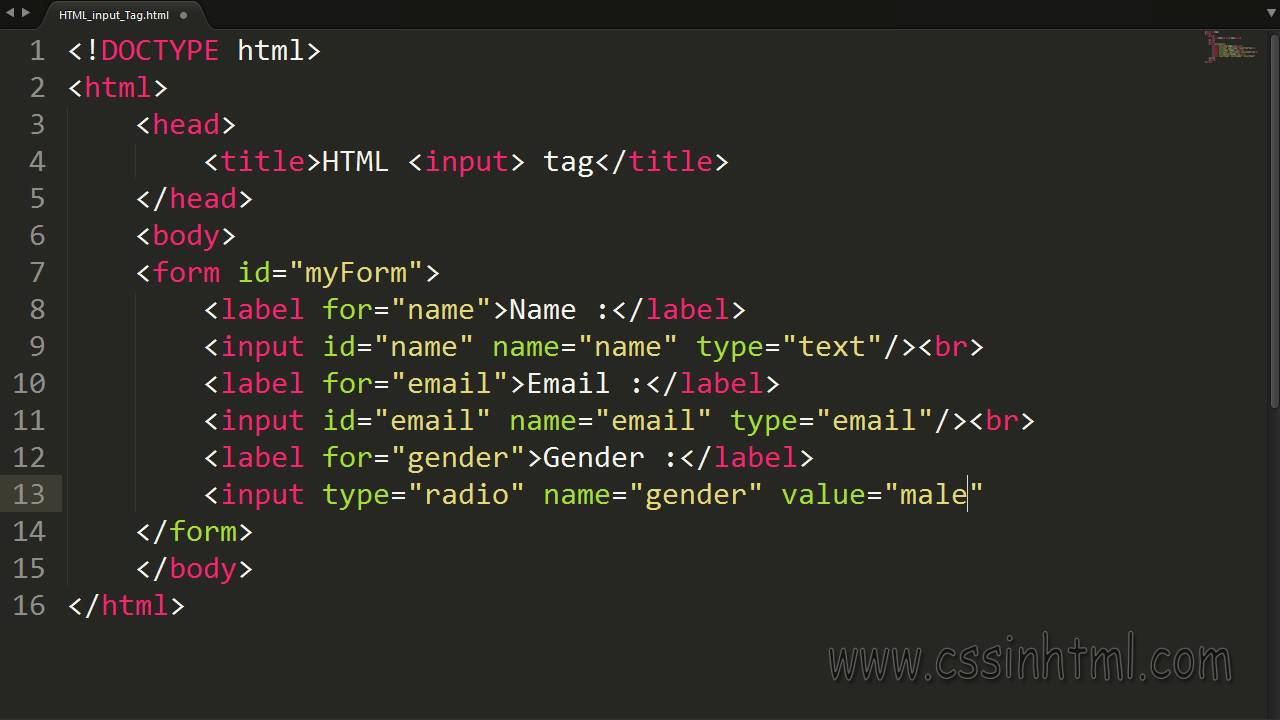 HTML_input_Tag.html
1 <!DOCTYPE html>
2 <html>
3 <head>
4 <title>HTML <input> tag</title>
5 </head>
6 <body>
7 <form id="myForm">
8 <label for="name">Name :</label>
9 <input id="name" name="name" type="text"/><br>
10 <label for="email">Email :</label>
11 <input id="email" name="email" type="email"/><br>
12 <label for="gender">Gender :</label>
13 <input type="radio" name="gender" value="male"
14 </form>
15 </body>
16 </html>
www.cssinhtml.com